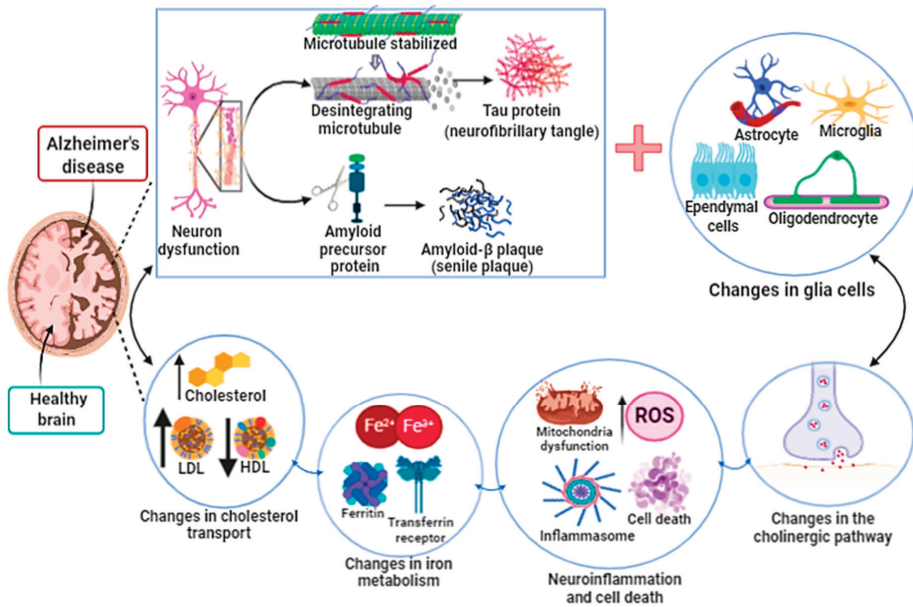 Microtubule stabilized
Desintegrating
microtubule
Tau protein
(neurofibrillary tangle)
Neuron
dysfunction
Amyloid
precursor
protein
Amyloid-β plaque
(senile plaque)
Alzheimer's
disease
Healthy
brain
Astrocyte
Microglia
Ependymal
cells
Oligodendrocyte
Changes in glia cells
Cholesterol
LDL
HDL
Changes in cholesterol
transport
Fe2+
Fe2+
Ferritin
Transferrin
receptor
Changes in iron
metabolism
Mitochondria
dysfunction
ROS
Inflammasome
Cell death
Neuroinflammation
and cell death
Changes in the
cholinergic pathway